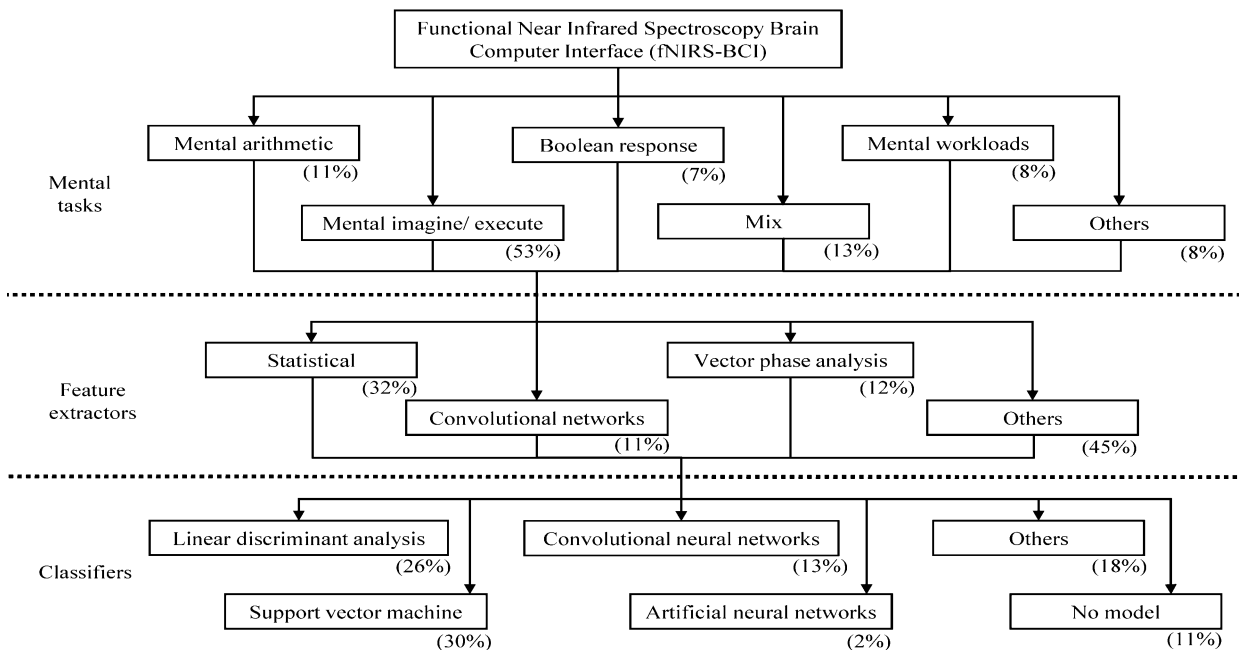 Functional Near Infrared Spectroscopy Brain
Computer Interface (fNIRS-BCI)
Mental arithmetic
(11%)
Boolean response
(7%)
Mental workloads
(8%)
Mental
tasks
Mental imagine/ execute
(53%)
Mix
(13%)
Others
(8%)
Statistical
(32%)
Vector phase analysis
(12%)
Feature
extractors
Convolutional networks
(11%)
Others
(45%)
Linear discriminant analysis
(26%)
Convolutional neural networks
(13%)
Others
(18%)
Classifiers
Support vector machine
(30%)
Artificial neural networks
(2%)
No model
(11%)